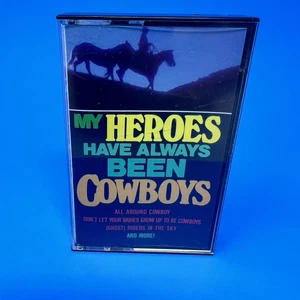 MY HEROES
HAVE ALWAYS
BEEN
COWBOYS
ALL AROUND COWBOY
DON'T LET YOUR BABIES GROW UP TO BE COWBOYS
(GHOST) RIDERS IN THE SKY
AND MORE!